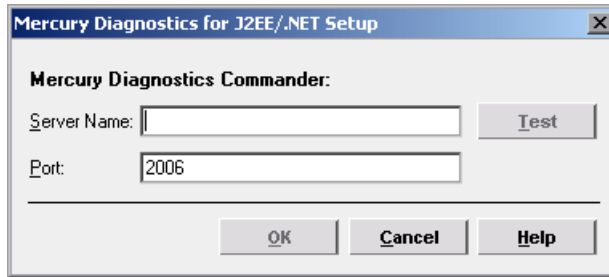 Mercury Diagnostics for J2EE/.NET Setup
Mercury Diagnostics Commander:
Server Name: Test
Port: 2006
OK Cancel Help